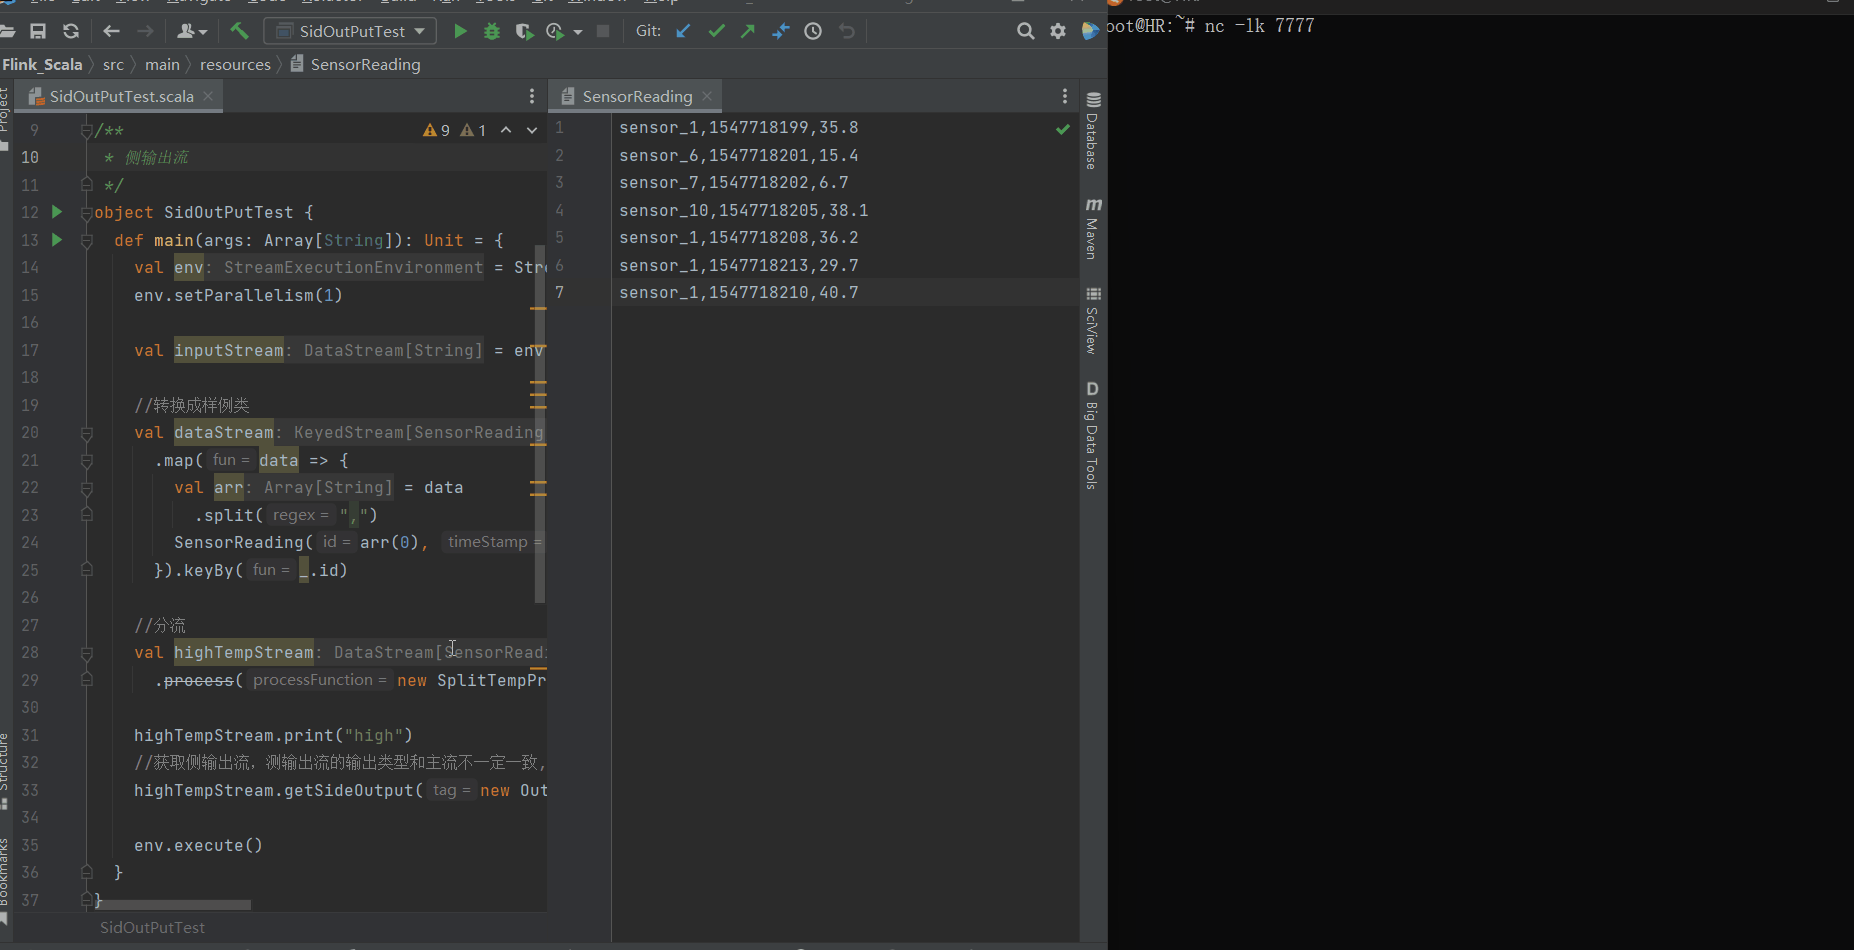 SidOutPutTest
Git:
Flink_Scala
src
main
resources
SensorReading
SidOutPutTest.scala
SensorReading
Project
Structure
Bookmarks
9 /**
9
1
10 * 侧输出流
11 */
12 object SidOutPutTest {
13 def main(args: Array[String]): Unit = {
14 val env: StreamExecutionEnvironment = Stre
15 env.setParallelism(1)
16
17 val inputStream: DataStream[String] = env
18
19 //转换成样例类
20 val dataStream: KeyedStream[SensorReading
21 .map( fun = data => {
22 val arr: Array[String] = data
23 .split( regex = ",")
24 SensorReading( id = arr(0), timeStamp =
25 }).keyBy( fun = _.id)
26
27 //分流
28 val highTempStream: DataStream[SensorReadi
29 .process( processFunction = new SplitTempPr
30
31 highTempStream.print("high")
32 //获取侧输出流，测输出流的输出类型和主流不一定一致,
33 highTempStream.getSideOutput( tag = new Out
34
35 env.execute()
36 }
37 }
SidOutPutTest
1 sensor_1,1547718199,35.8
2 sensor_6,1547718201,15.4
3 sensor_7,1547718202,6.7
4 sensor_10,1547718205,38.1
5 sensor_1,1547718208,36.2
6 sensor_1,1547718213,29.7
7 sensor_1,1547718210,40.7
Database
m Maven
SciView
D Big Data Tools
oot@HR:~# nc -lk 7777